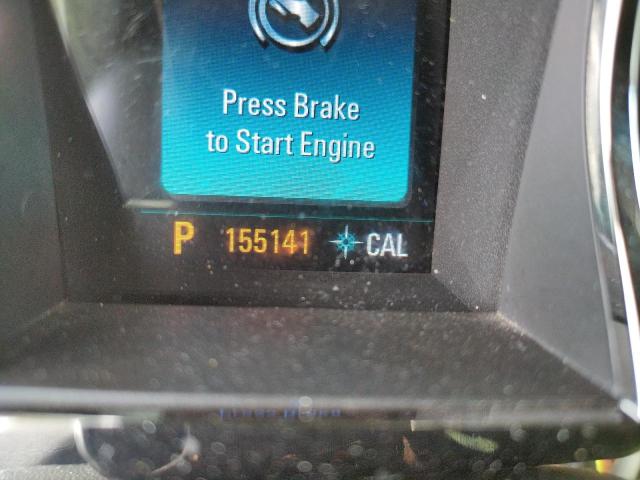 Press Brake
to Start Engine
P 155141 CAL